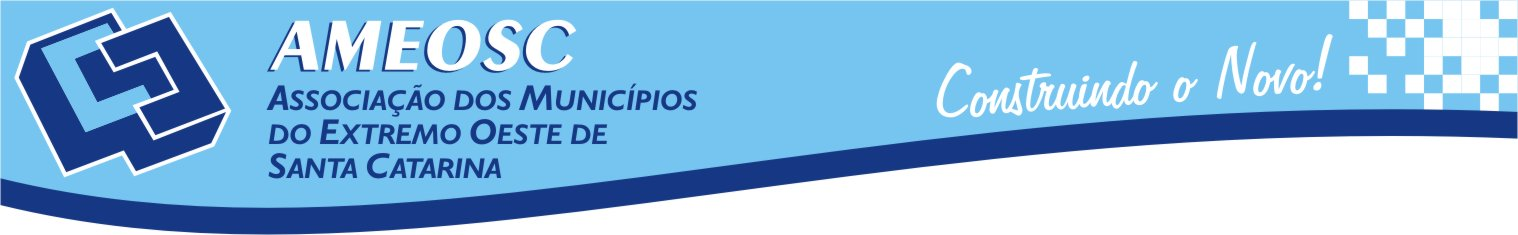 AMEOSC
ASSOCIAÇÃO DOS MUNICÍPIOS
DO EXTREMO OESTE DE
SANTA CATARINA
Construindo o Novo!